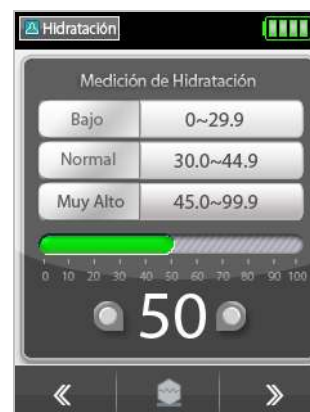 Hidratación
Medición de Hidratación
Bajo 0~29.9
Normal 30.0~44.9
Muy Alto 45.0~99.9
0 10 20 30 40 50 60 70 80 90 100
50